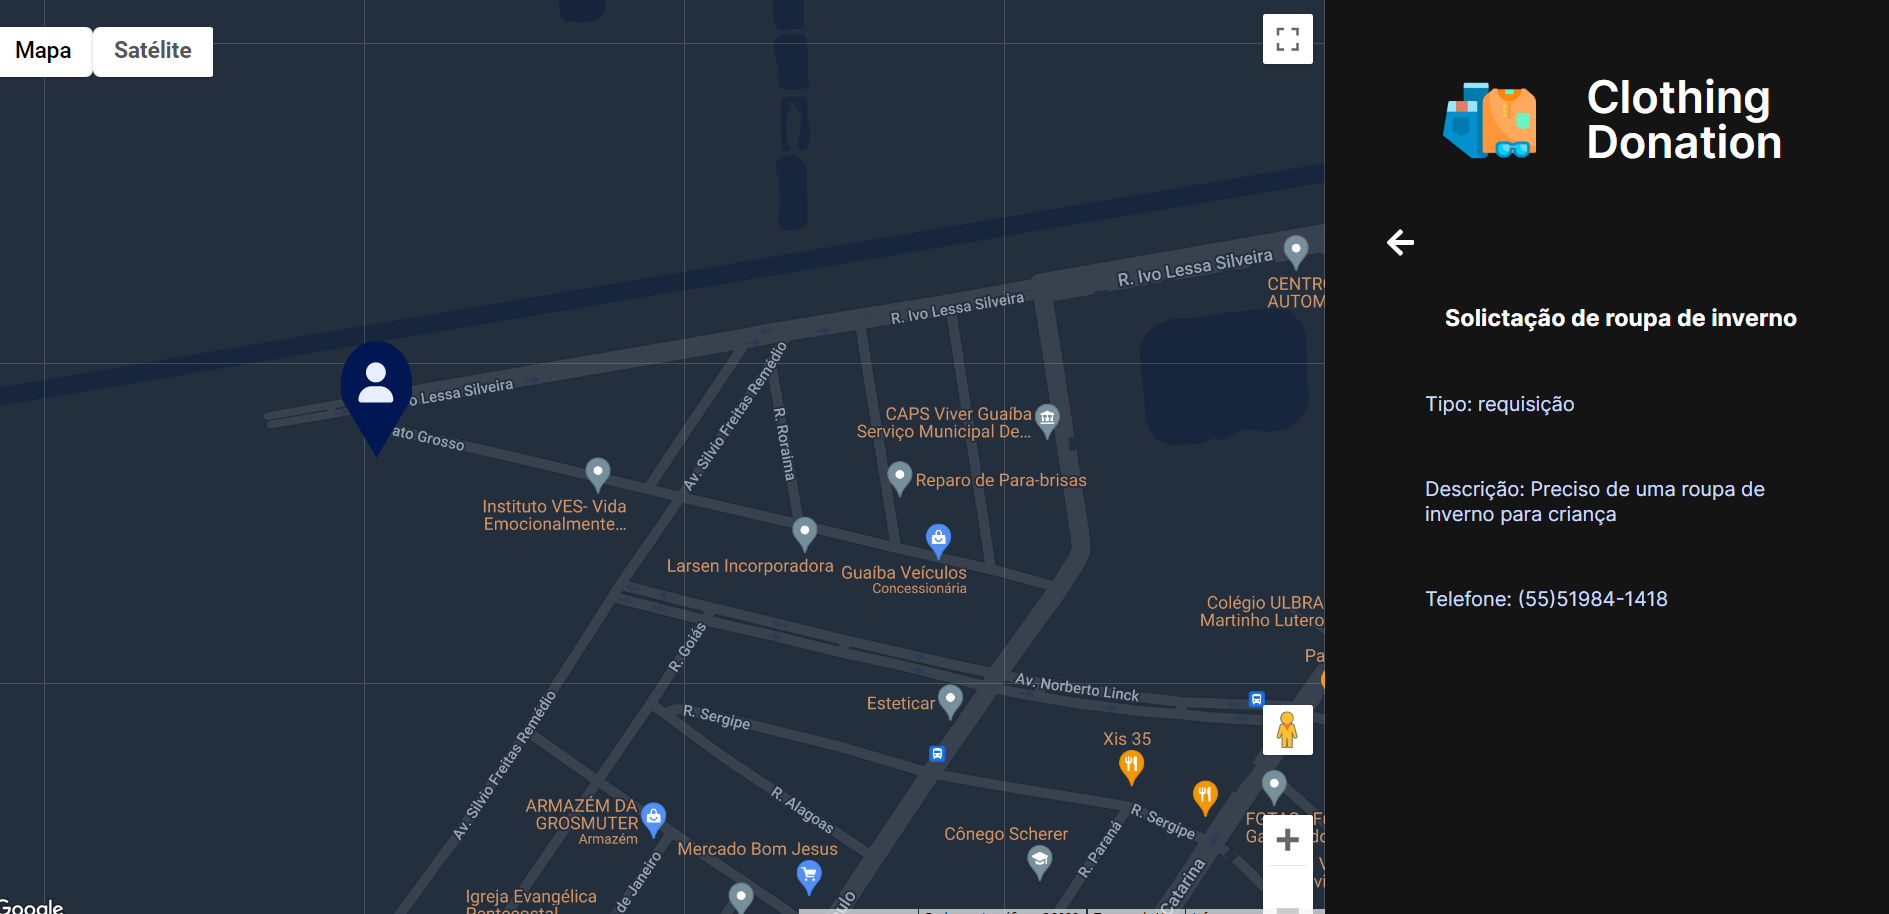 Mapa
Satélite
Clothing
Donation
Solictação de roupa de inverno
Tipo: requisição
Descrição: Preciso de uma roupa de
inverno para criança
Telefone: (55)51984-1418
R. Ivo Lessa Silveira
R. Ivo Lessa Silveira
CENTR
AUTOM
o Lessa Silveira
ato Grosso
Av. Silvio Freitas Remédio
R. Roraima
CAPS Viver Guaíba
Serviço Municipal De...
Reparo de Para-brisas
Instituto VES- Vida
Emocionalmente...
Larsen Incorporadora
Guaíba Veículos
Concessionária
Colégio ULBRA
Martinho Lutero
Pa
R. Goiás
Av. Norberto Linck
Esteticar
R. Sergipe
Av. Silvio Freitas Remédio
Xis 35
R. Alagoas
ARMAZÉM DA
GROSMUTER
Armazém
R. Sergipe
Cônego Scherer
R. Paraná
Mercado Bom Jesus
de Janeiro
Catarina
ulo
Igreja Evangélica
Pentecostal
Google